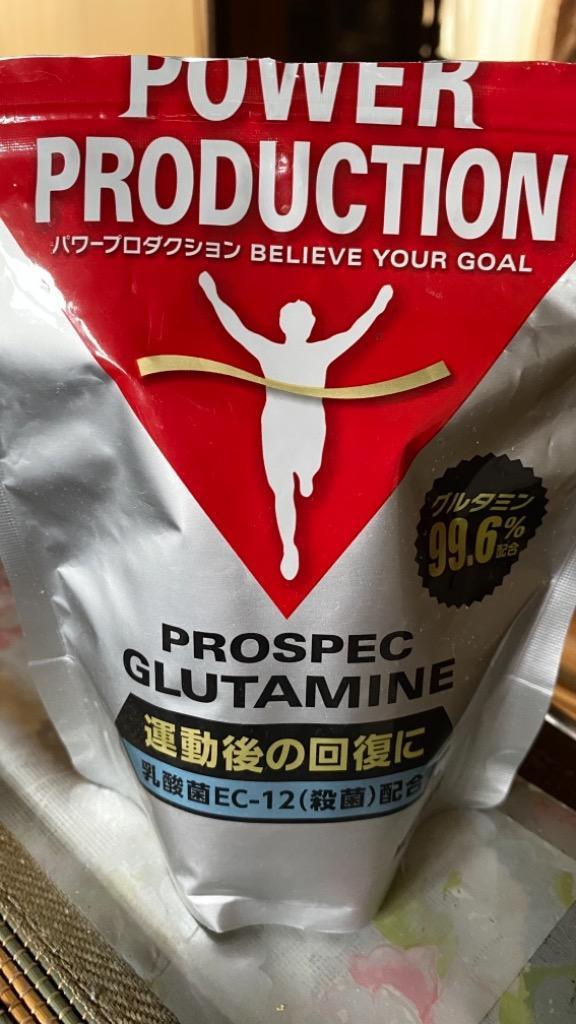 POWER
PRODUCTION
パワープロダクション BELIEVE YOUR GOAL
グルタミン
99.6%配合
PROSPEC
GLUTAMINE
運動後の回復に
乳酸菌EC-12(殺菌)配合